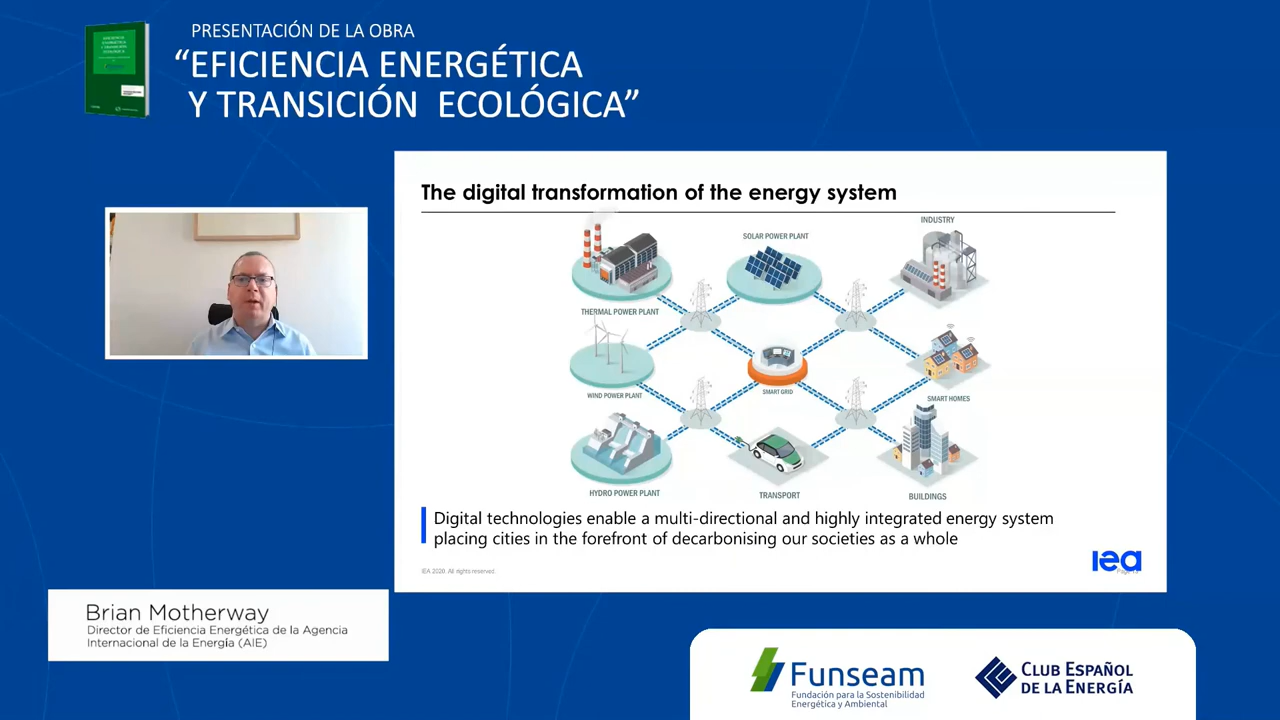 PRESENTACIÓN DE LA OBRA
“EFICIENCIA ENERGÉTICA
Y TRANSICIÓN ECOLÓGICA”
EFICIENCIA
ENERGÉTICA
Y TRANSICIÓN
ECOLÓGICA
The digital transformation of the energy system
INDUSTRY
SOLAR POWER PLANT
THERMAL POWER PLANT
WIND POWER PLANT
SMART GRID
SMART HOMES
HYDRO POWER PLANT
TRANSPORT
BUILDINGS
Digital technologies enable a multi-directional and highly integrated energy system
placing cities in the forefront of decarbonising our societies as a whole
IEA 2020. All rights reserved.
iea
Brian Motherway
Director de Eficiencia Energética de la Agencia
Internacional de la Energía (AIE)
Funseam
Fundación para la Sostenibilidad
Energética y Ambiental
CLUB ESPAÑOL
DE LA ENERGÍA